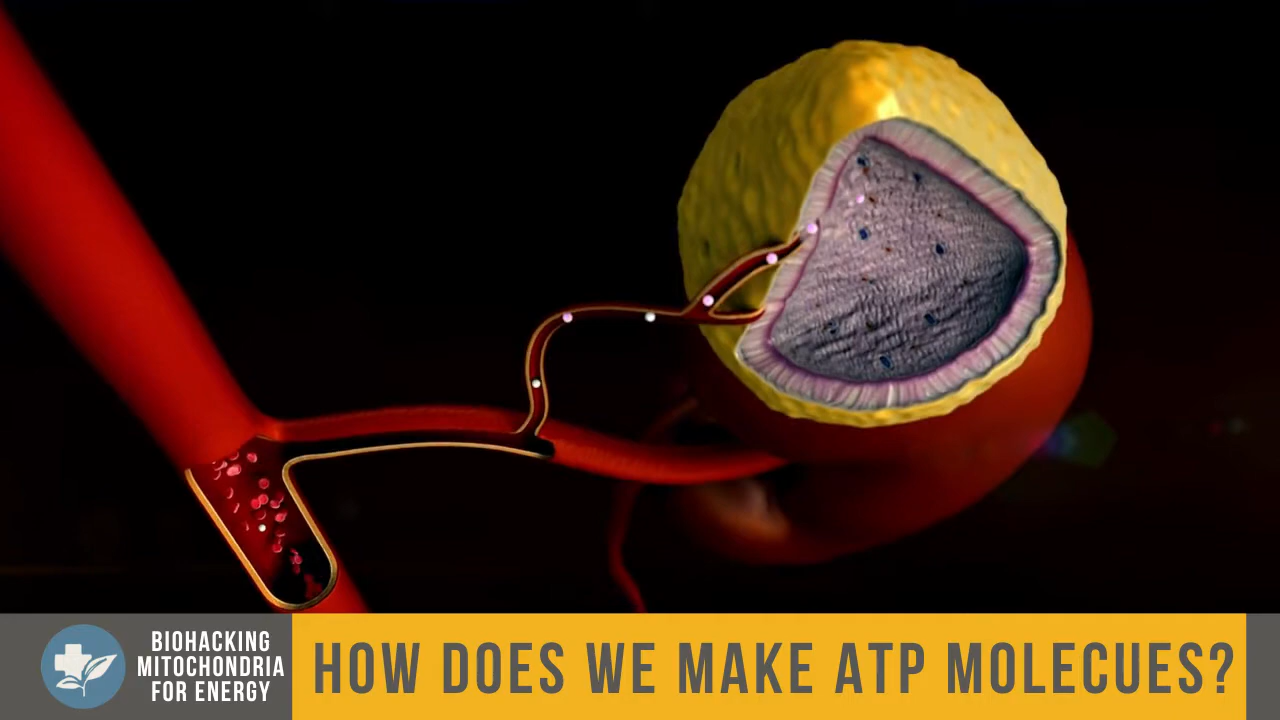 BIOHACKING
MITOCHONDRIA
FOR ENERGY
HOW DOES WE MAKE ATP MOLECUES?